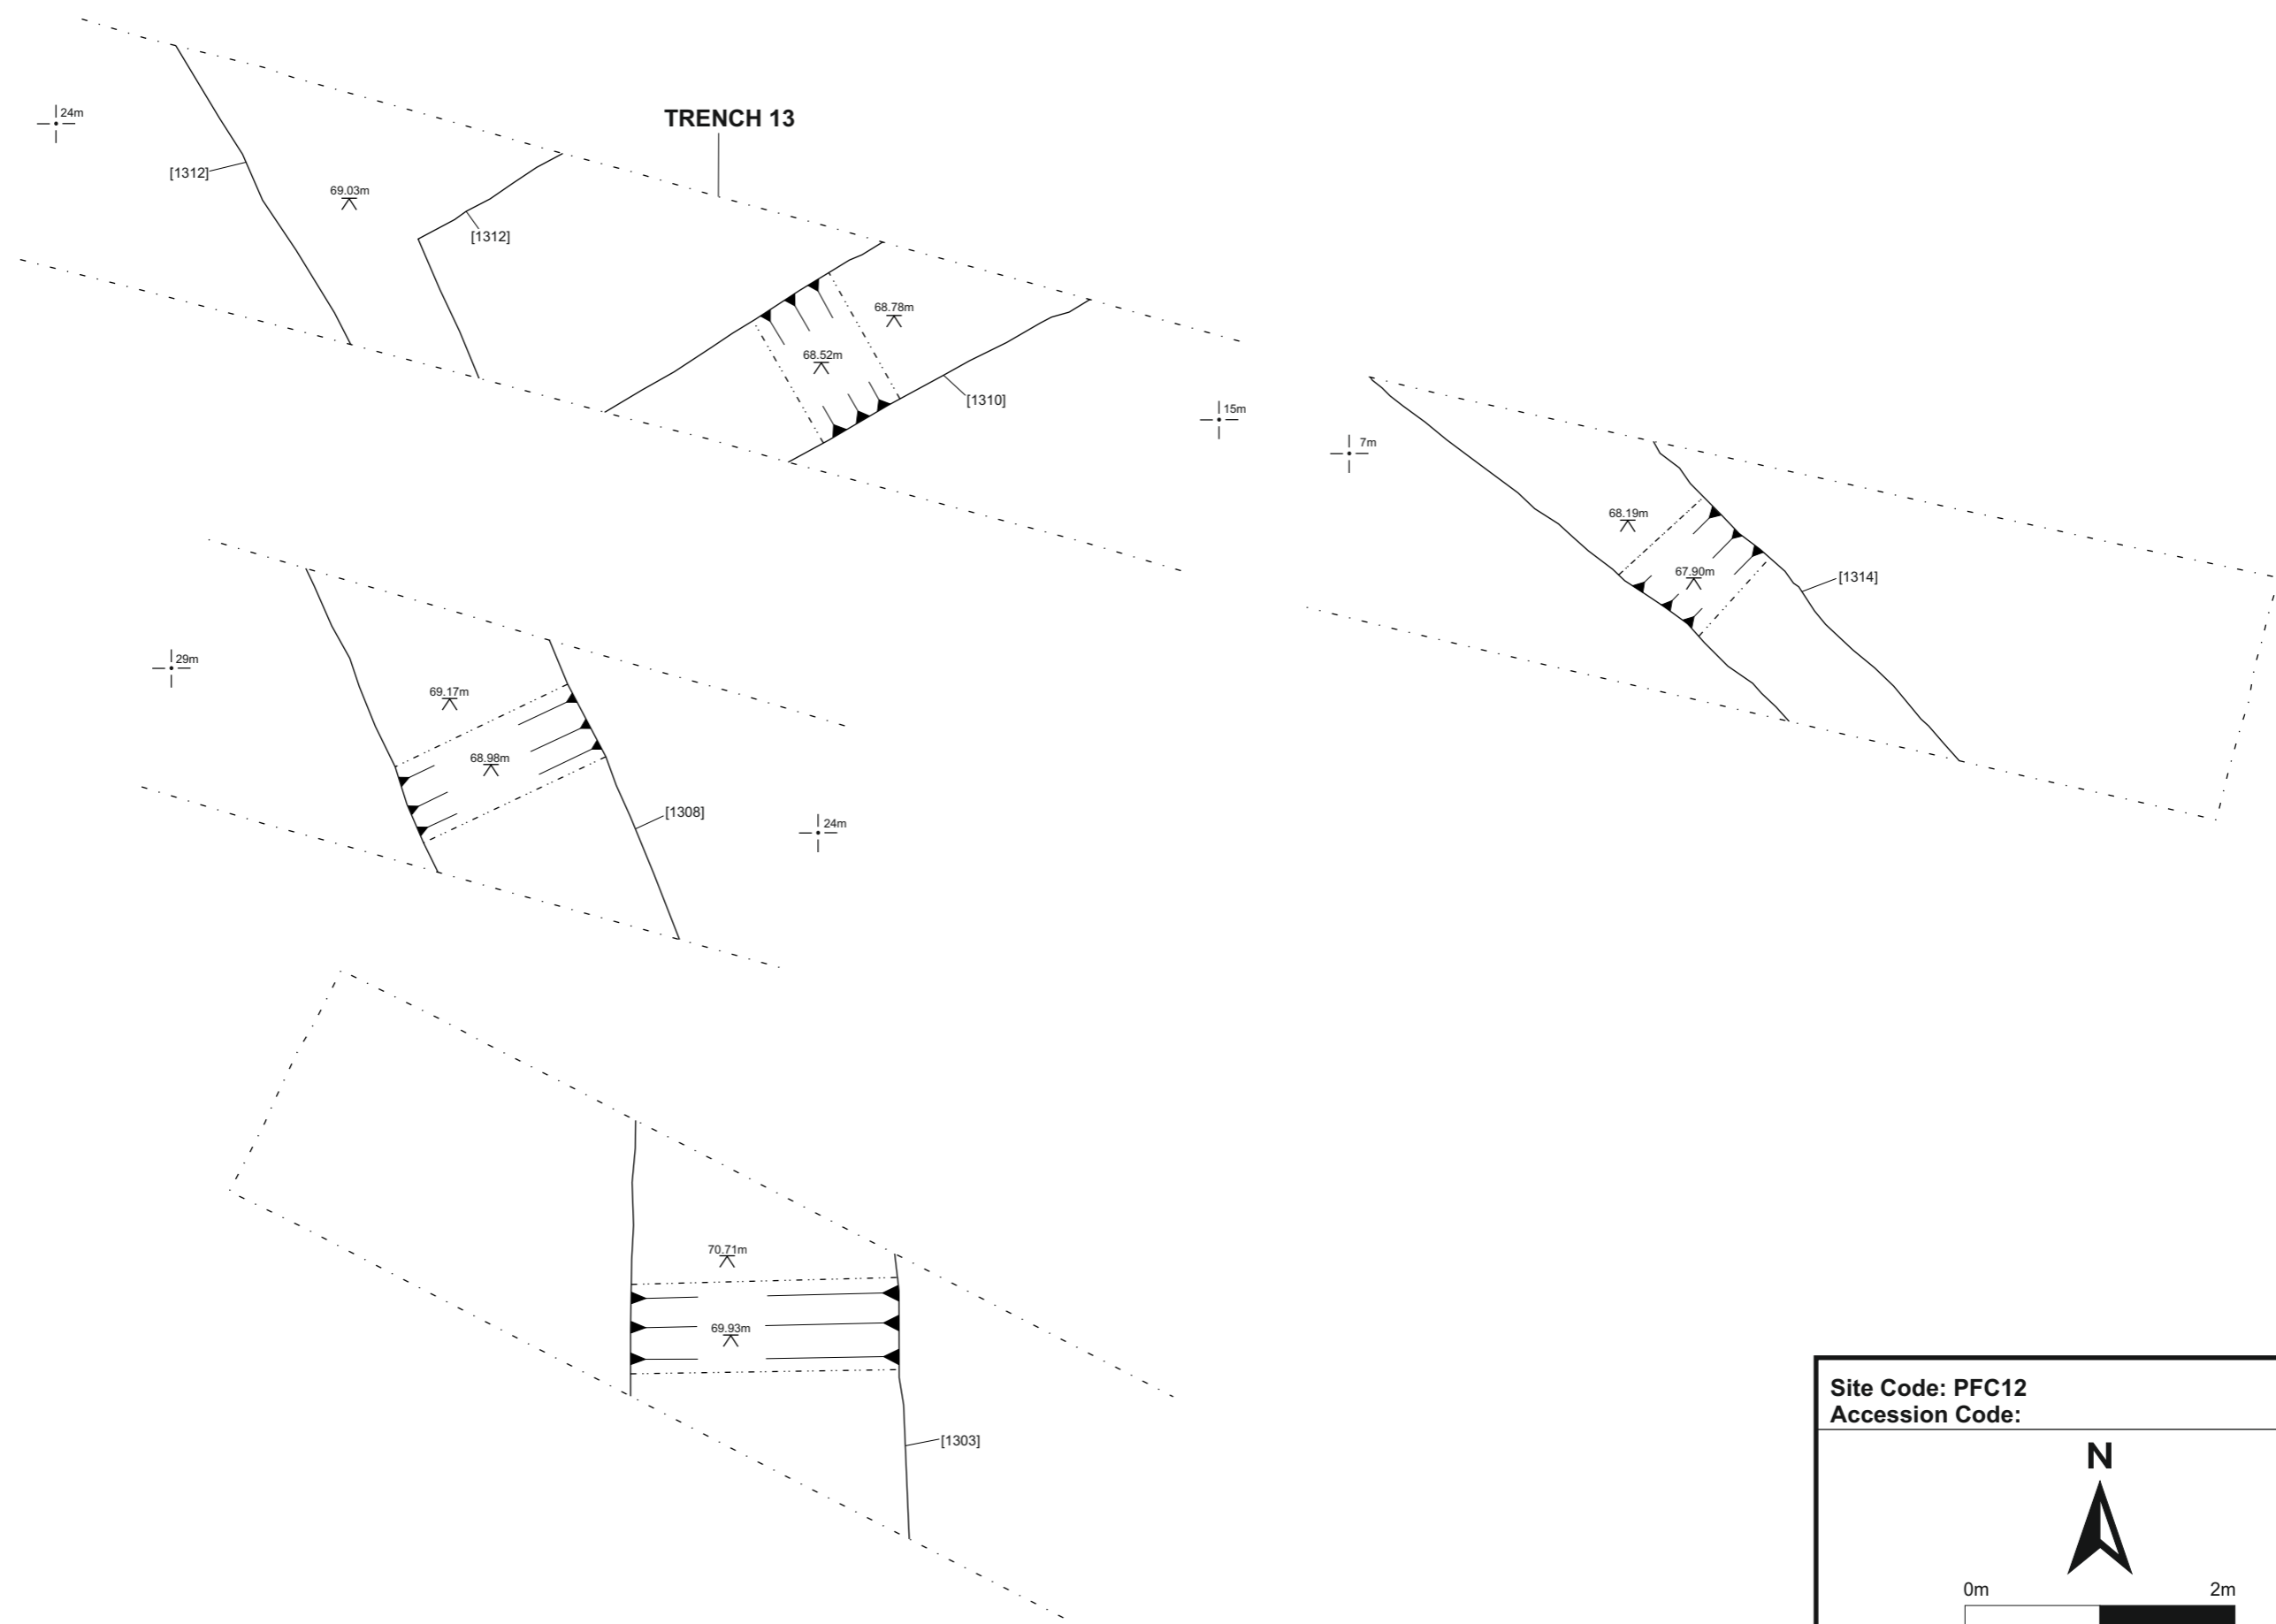 24m
TRENCH 13
[1312]
69.03m
[1312]
68.78m
68.52m
[1310]
15m
7m
68.19m
67.90m
[1314]
29m
69.17m
68.98m
[1308]
24m
70.71m
69.93m
[1303]
Site Code: PFC12
Accession Code:
N
0m 2m